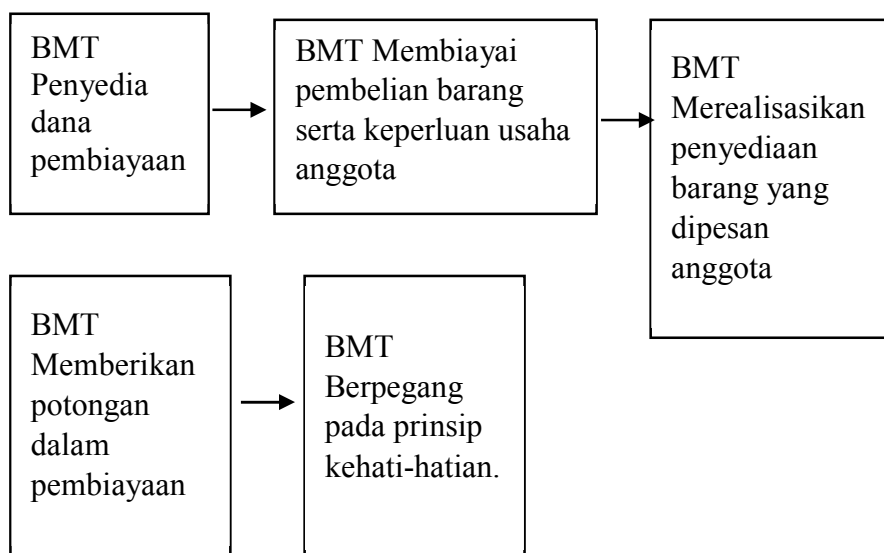 BMT
Penyedia
dana
pembiayaan
BMT Membiayai
pembelian barang
serta keperluan usaha
anggota
BMT
Merealisasikan
penyediaan
barang yang
dipesan
anggota
BMT
Memberikan
potongan
dalam
pembiayaan
BMT
Berpegang
pada prinsip
kehati-hatian.